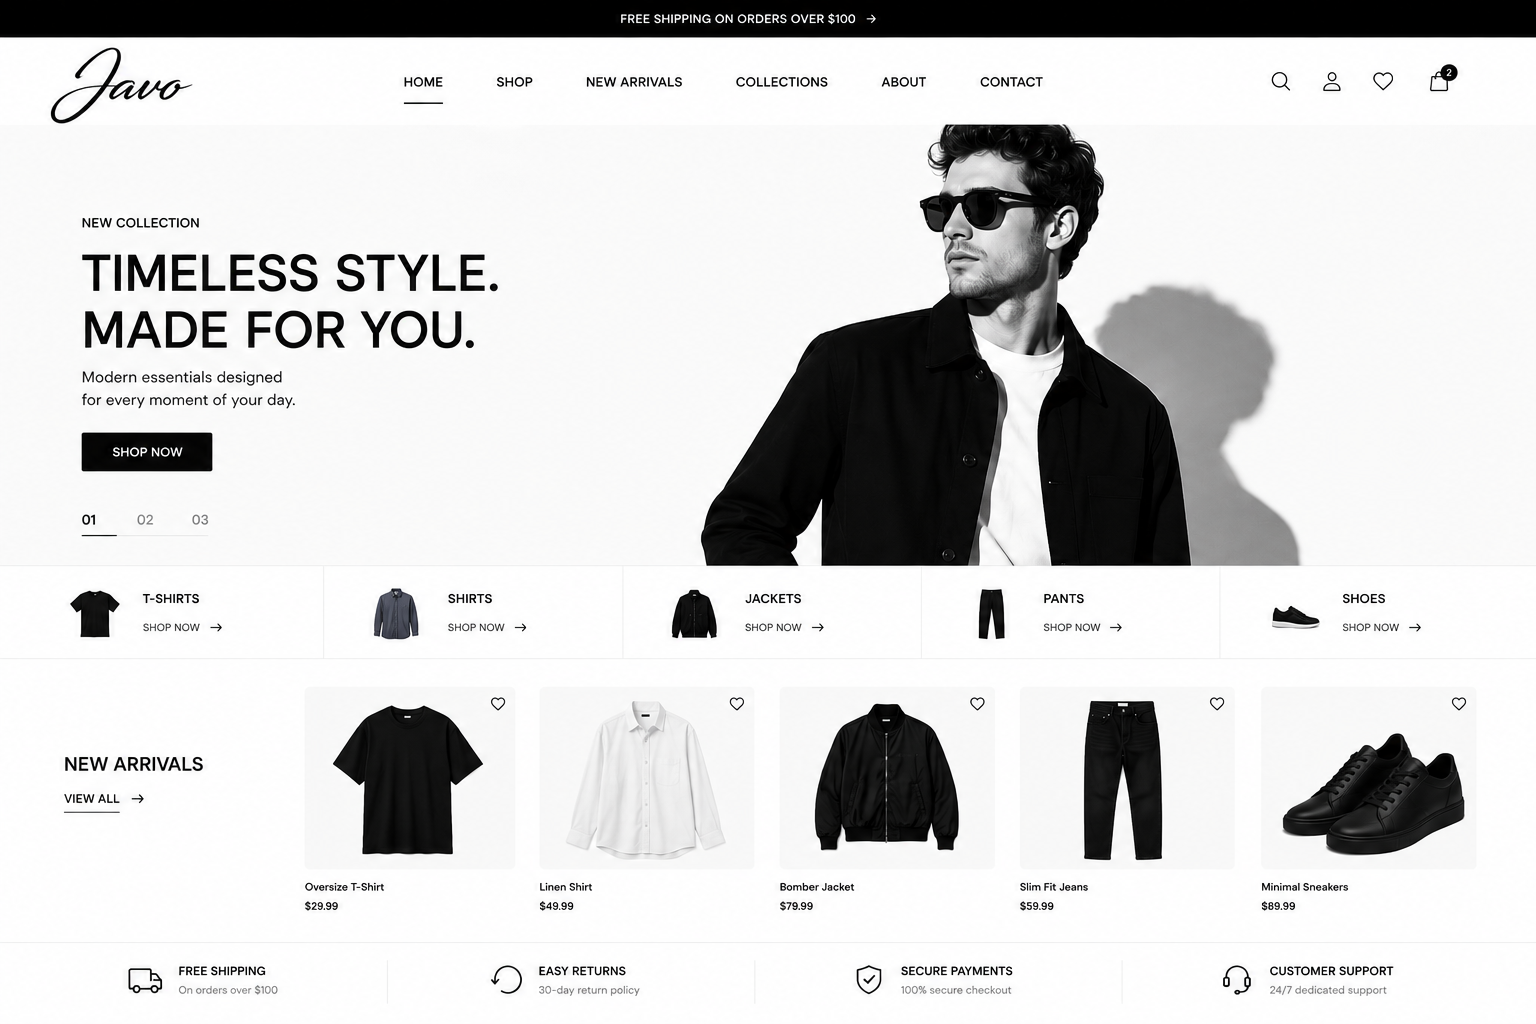 FREE SHIPPING ON ORDERS OVER $100 →
Javo
HOME SHOP NEW ARRIVALS COLLECTIONS ABOUT CONTACT
2
NEW COLLECTION
TIMELESS STYLE.
MADE FOR YOU.
Modern essentials designed
for every moment of your day.
SHOP NOW
01 02 03
T-SHIRTS
SHOP NOW →
SHIRTS
SHOP NOW →
JACKETS
SHOP NOW →
PANTS
SHOP NOW →
SHOES
SHOP NOW →
NEW ARRIVALS
VIEW ALL →
Oversize T-Shirt
$29.99
Linen Shirt
$49.99
Bomber Jacket
$79.99
Slim Fit Jeans
$59.99
Minimal Sneakers
$89.99
FREE SHIPPING
On orders over $100
EASY RETURNS
30-day return policy
SECURE PAYMENTS
100% secure checkout
CUSTOMER SUPPORT
24/7 dedicated support